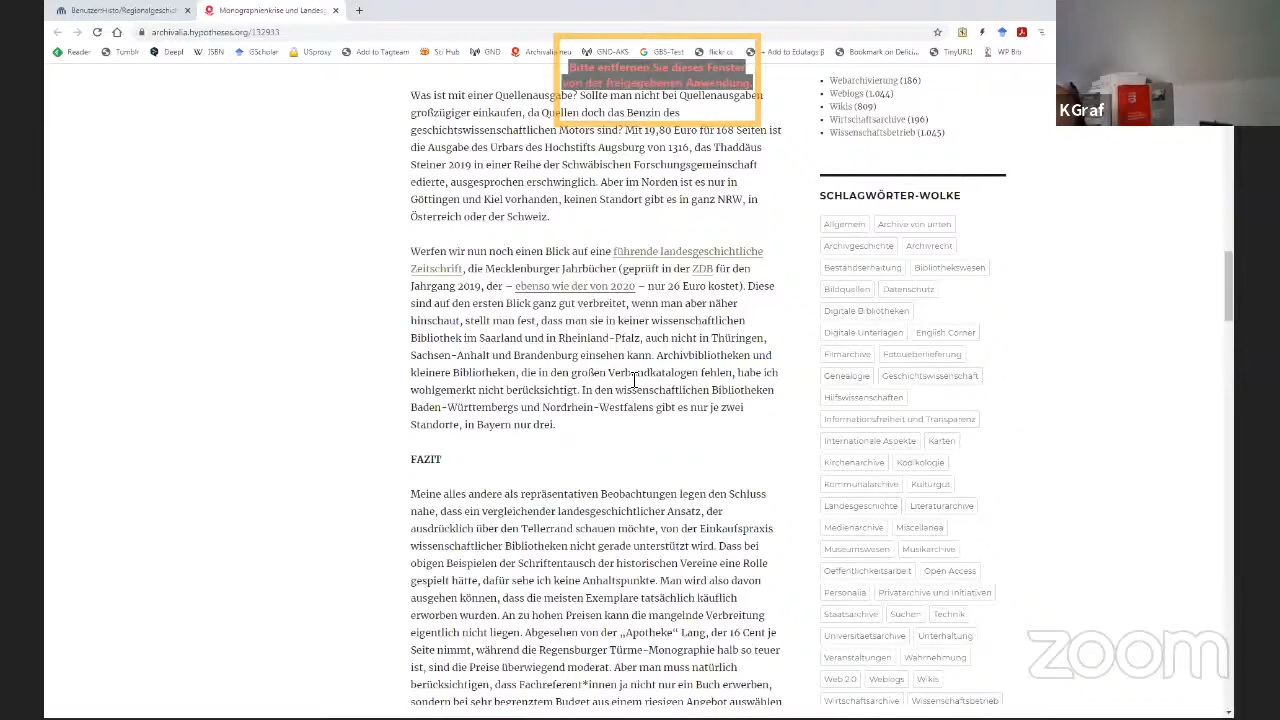 BenutzenHisto/Regionalgeschich
Monographienkrise und Landesg
archivalia.hypotheses.org/132933
Reader
Tumblr
Deepl
ISBN
GScholar
USproxy
Add to Tagteam
Sci Hub
GND
Archivalia neu
GND-AKS
GBS-Test
flickr cc
+ Add to Edutags β
Bookmark on Delici...
TinyURL!
WP Bib
Bitte entfernen Sie dieses Fenster
von der freigegebenen Anwendung.
Was ist mit einer Quellenausgabe? Sollte man nicht bei Quellenausgaben
großzügiger einkaufen, da Quellen doch das Benzin des
geschichtswissenschaftlichen Motors sind? Mit 19,80 Euro für 168 Seiten ist
die Ausgabe des Urbars des Hochstifts Augsburg von 1316, das Thaddäus
Steiner 2019 in einer Reihe der Schwäbischen Forschungsgemeinschaft
edierte, ausgesprochen erschwinglich. Aber im Norden ist es nur in
Göttingen und Kiel vorhanden, keinen Standort gibt es in ganz NRW, in
Österreich oder der Schweiz.
Werfen wir nun noch einen Blick auf eine führende landesgeschichtliche
Zeitschrift, die Mecklenburger Jahrbücher (geprüft in der ZDB für den
Jahrgang 2019, der – ebenso wie der von 2020 – nur 26 Euro kostet). Diese
sind auf den ersten Blick ganz gut verbreitet, wenn man aber näher
hinschaut, stellt man fest, dass man sie in keiner wissenschaftlichen
Bibliothek im Saarland und in Rheinland-Pfalz, auch nicht in Thüringen,
Sachsen-Anhalt und Brandenburg einsehen kann. Archivbibliotheken und
kleinere Bibliotheken, die in den großen Verbundkatalogen fehlen, habe ich
wohlgemerkt nicht berücksichtigt. In den wissenschaftlichen Bibliotheken
Baden-Württembergs und Nordrhein-Westfalens gibt es nur je zwei
Standorte, in Bayern nur drei.
FAZIT
Meine alles andere als repräsentativen Beobachtungen legen den Schluss
nahe, dass ein vergleichender landesgeschichtlicher Ansatz, der
ausdrücklich über den Tellerrand schauen möchte, von der Einkaufspraxis
wissenschaftlicher Bibliotheken nicht gerade unterstützt wird. Dass bei
obigen Beispielen der Schriftentausch der historischen Vereine eine Rolle
gespielt hätte, dafür sehe ich keine Anhaltspunkte. Man wird also davon
ausgehen können, dass die meisten Exemplare tatsächlich käuflich
erworben wurden. An zu hohen Preisen kann die mangelnde Verbreitung
eigentlich nicht liegen. Abgesehen von der „Apotheke“ Lang, der 16 Cent je
Seite nimmt, während die Regensburger Türme-Monographie halb so teuer
ist, sind die Preise überwiegend moderat. Aber man muss natürlich
berücksichtigen, dass Fachreferent*innen ja nicht nur ein Buch erwerben,
sondern bei sehr begrenztem Budget aus einem riesigen Angebot auswählen
Webarchivierung (186)
Weblogs (1.044)
Wikis (809)
Wirtschaftsarchive (196)
Wissenschaftsbetrieb (1.045)
SCHLAGWÖRTER-WOLKE
Allgemein Archive von unten
Archivgeschichte Archivrecht
Bestandserhaltung Bibliothekswesen
Bildquellen Datenschutz
Digitale Bibliotheken
Digitale Unterlagen English Corner
Filmarchive Fotoueberlieferung
Genealogie Geschichtswissenschaft
Hilfswissenschaften
Informationsfreiheit und Transparenz
Internationale Aspekte Karten
Kirchenarchive Kodikologie
Kommunalarchive Kulturgut
Landesgeschichte Literaturarchive
Medienarchive Miscellanea
Museumswesen Musikarchive
Oeffentlichkeitsarbeit Open Access
Personalia Privatarchive und Initiativen
Staatsarchive Suchen Technik
Universitaetsarchive Unterhaltung
Veranstaltungen Wahrnehmung
Web 2.0 Weblogs Wikis
Wirtschaftsarchive Wissenschaftsbetrieb
KGraf
zoom